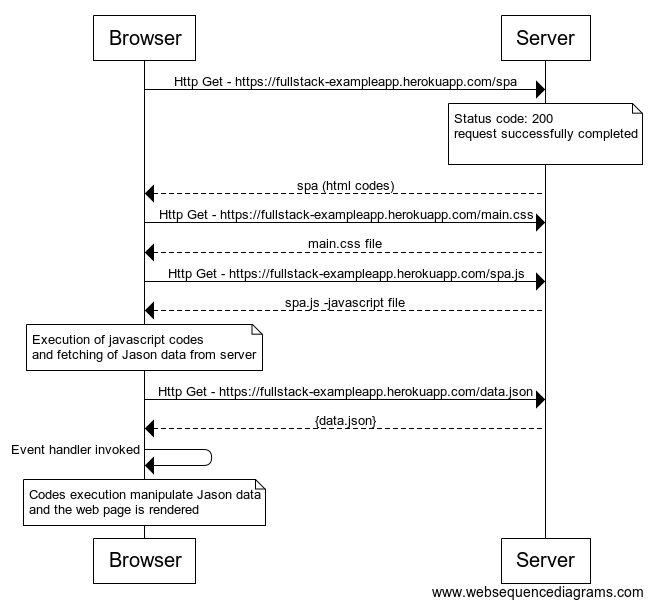 Browser
Server
Http Get - https://fullstack-exampleapp.herokuapp.com/spa
Status code: 200
request successfully completed
spa (html codes)
Http Get - https://fullstack-exampleapp.herokuapp.com/main.css
main.css file
Http Get - https://fullstack-exampleapp.herokuapp.com/spa.js
spa.js -javascript file
Execution of javascript codes
and fetching of Jason data from server
Http Get - https://fullstack-exampleapp.herokuapp.com/data.json
{data.json}
Event handler invoked
Codes execution manipulate Jason data
and the web page is rendered
Browser
Server
www.websequencediagrams.com